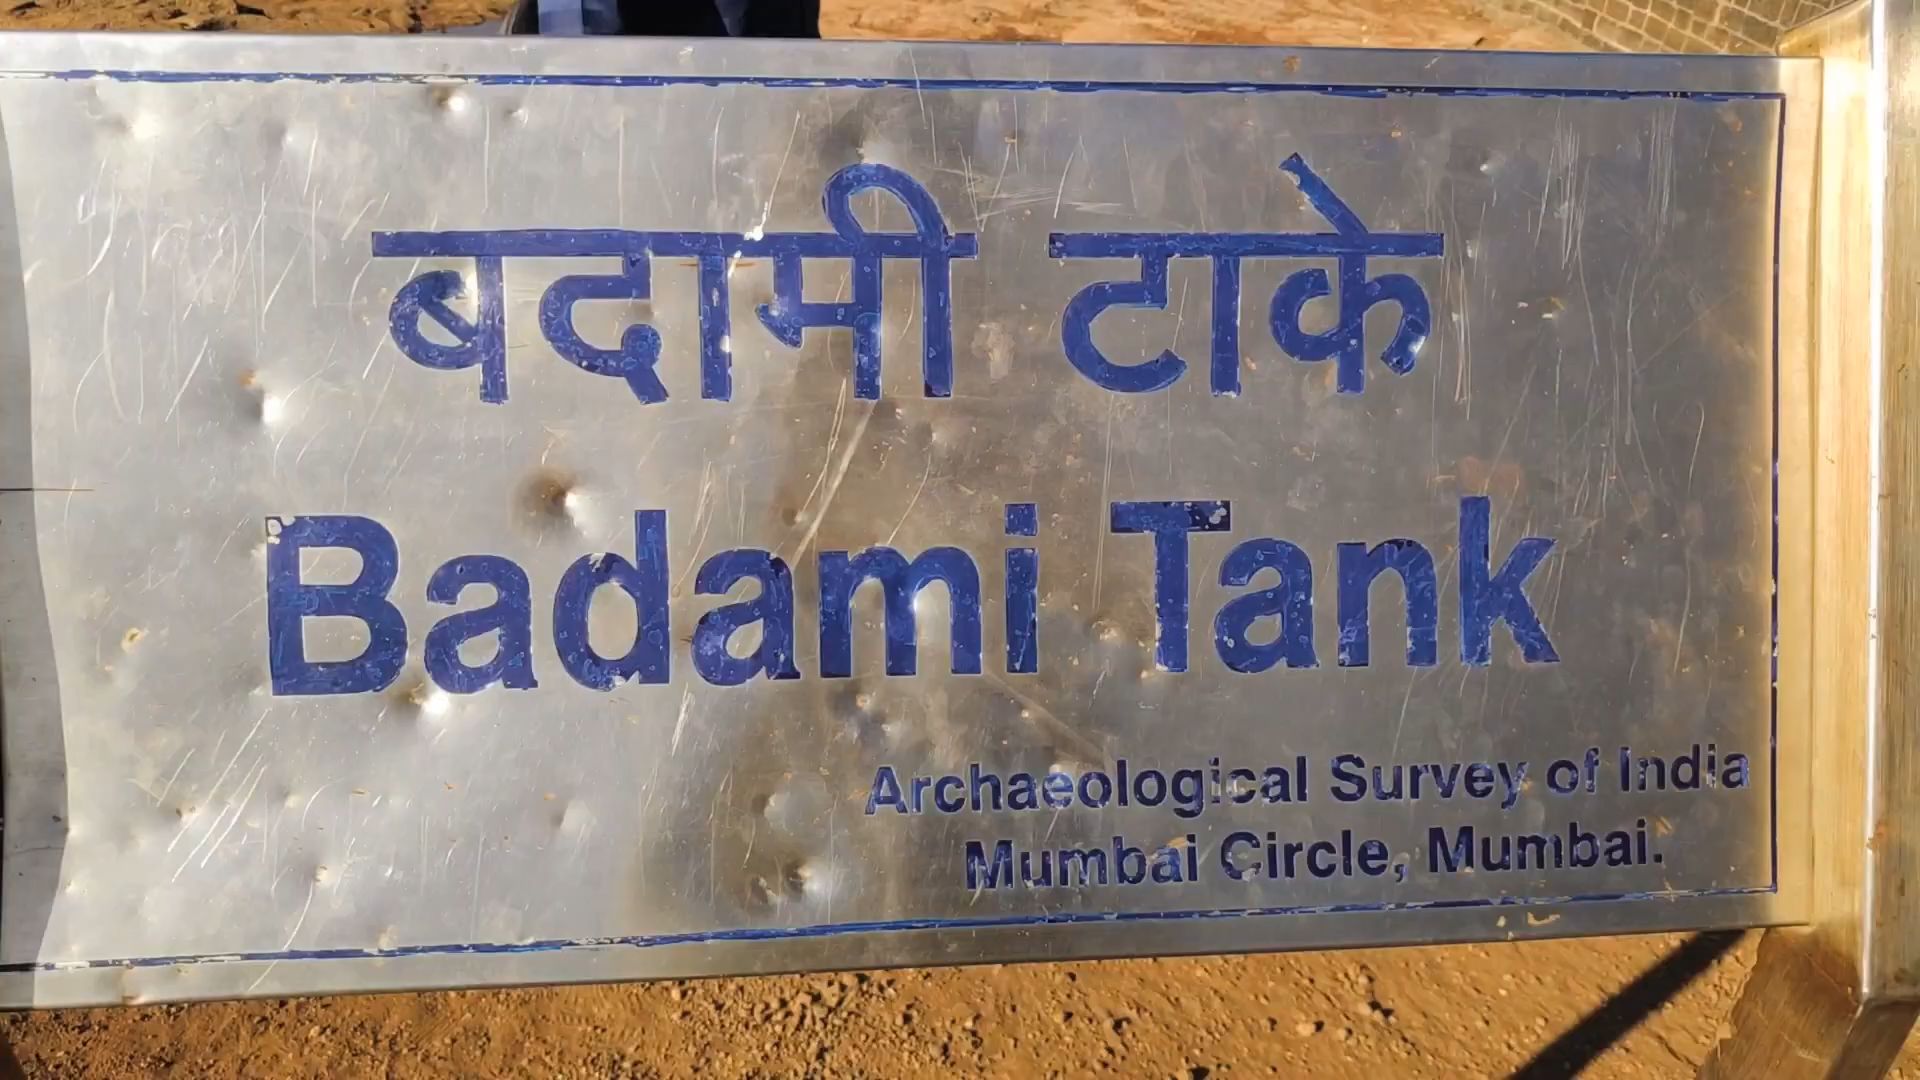 बदामी टाके
Badami Tank
Archaeological Survey of India
Mumbai Circle, Mumbai.